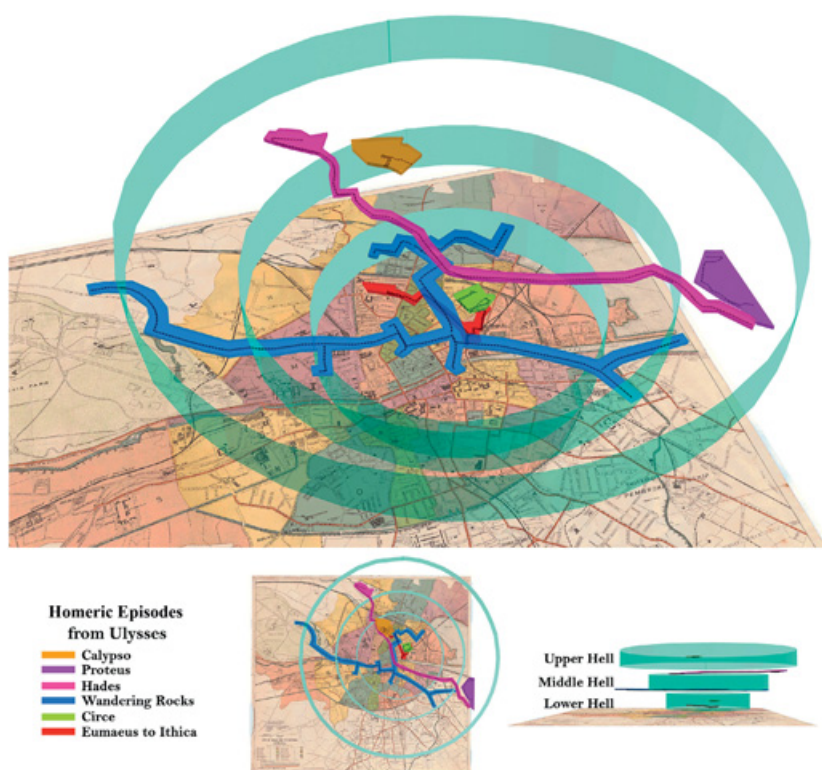 Homeric Episodes
from Ulysses
Calypso
Proteus
Hades
Wandering Rocks
Circe
Eumaeus to Ithica
Upper Hell
Middle Hell
Lower Hell